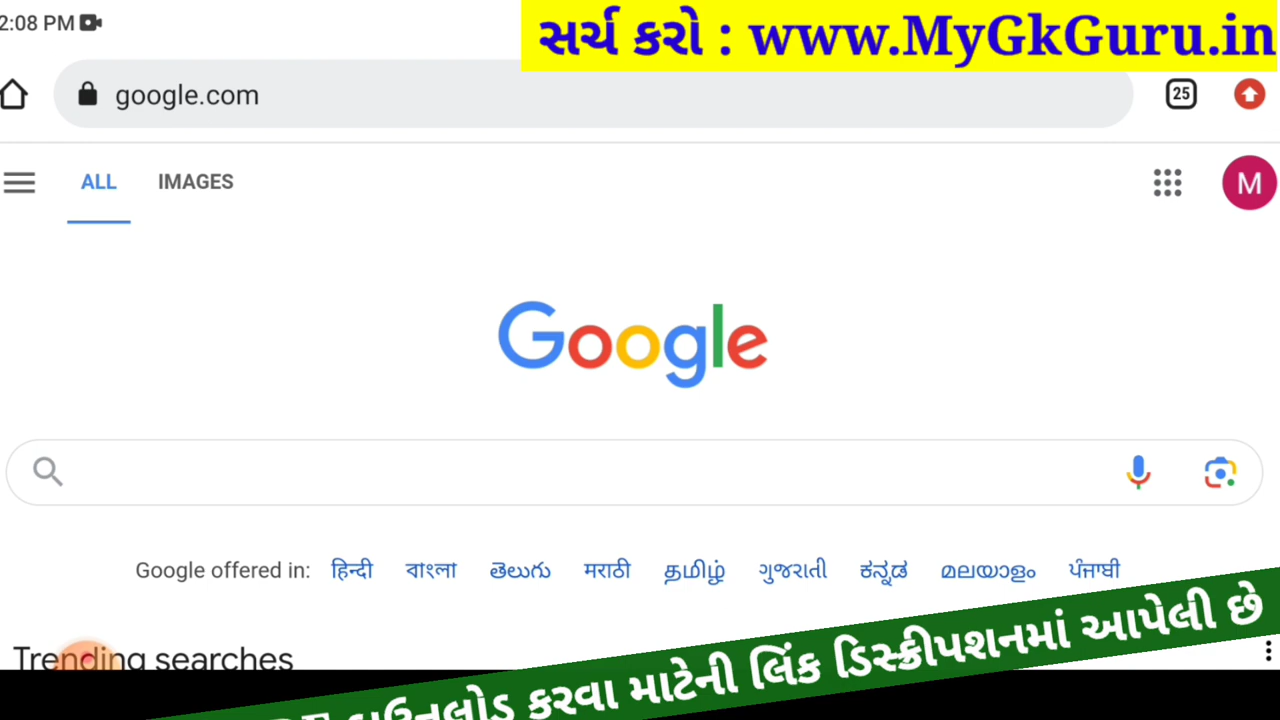 2:08 PM
સર્ચ કરો : www.MyGkGuru.in
google.com
25
ALL IMAGES
M
Google
Google offered in: हिन्दी বাংলা తెలుగు मराठी தமிழ் ગુજરાતી ಕನ್ನಡ മലയാളം ਪੰਜਾਬੀ
Trending searches
ડાઉનલોડ કરવા માટેની લિંક ડિસ્ક્રીપશનમાં આપેલી છે